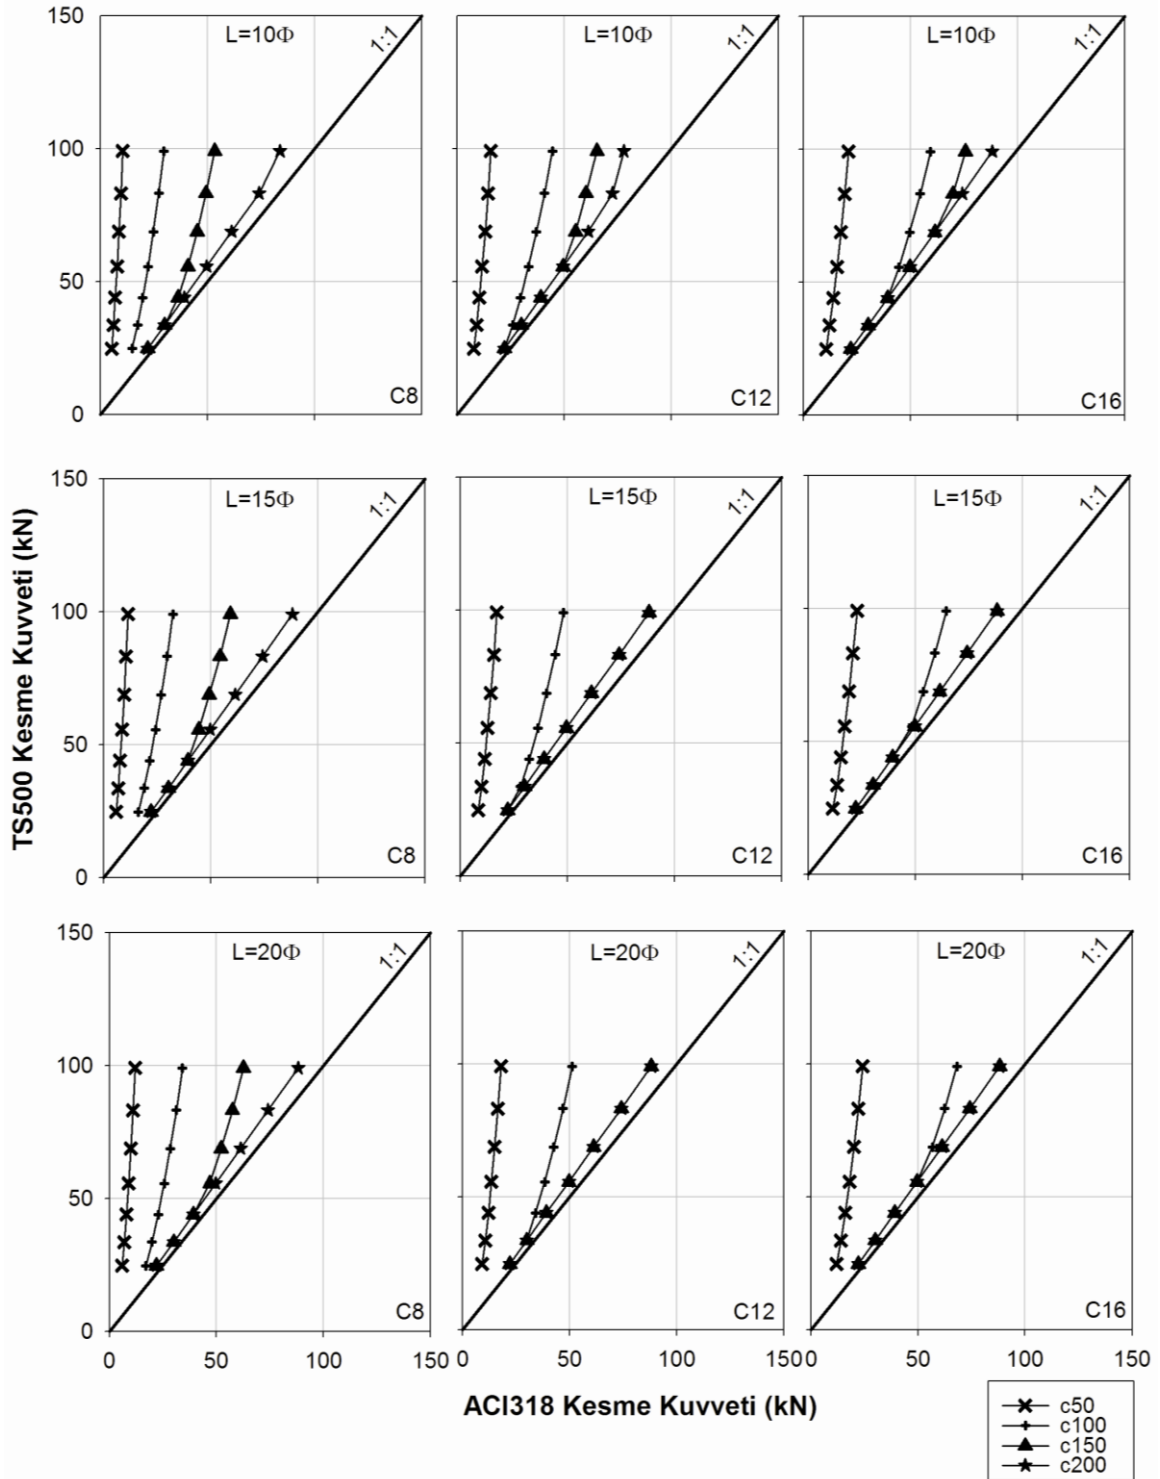 150
L=10Φ
1:1
L=10Φ
1:1
L=10Φ
1:1
100
50
0
C8
C12
C16
150
L=15Φ
1:1
L=15Φ
1:1
L=15Φ
1:1
100
TS500 Kesme Kuvveti (kN)
50
0
C8
C12
C16
150
L=20Φ
1:1
L=20Φ
1:1
L=20Φ
1:1
100
50
0
C8
C12
C16
0 50 100 150 0 50 100 150 0 50 100 150
ACI318 Kesme Kuvveti (kN)
c50
c100
c150
c200